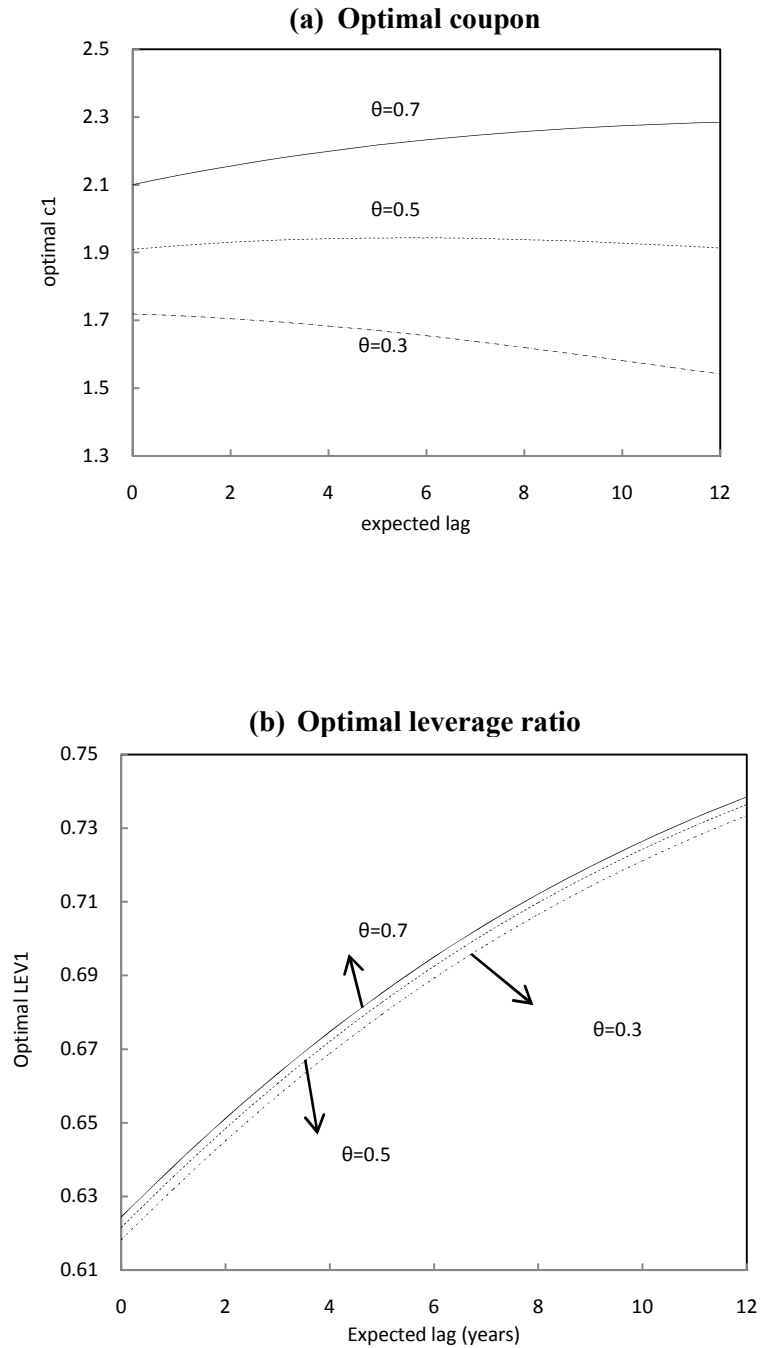 (a) Optimal coupon
2.5
2.3
2.1
1.9
1.7
1.5
1.3
optimal c1
θ=0.7
θ=0.5
θ=0.3
0 2 4 6 8 10 12
expected lag
(b) Optimal leverage ratio
0.75
0.73
0.71
0.69
0.67
0.65
0.63
0.61
Optimal LEV1
θ=0.7
θ=0.3
θ=0.5
0 2 4 6 8 10 12
Expected lag (years)